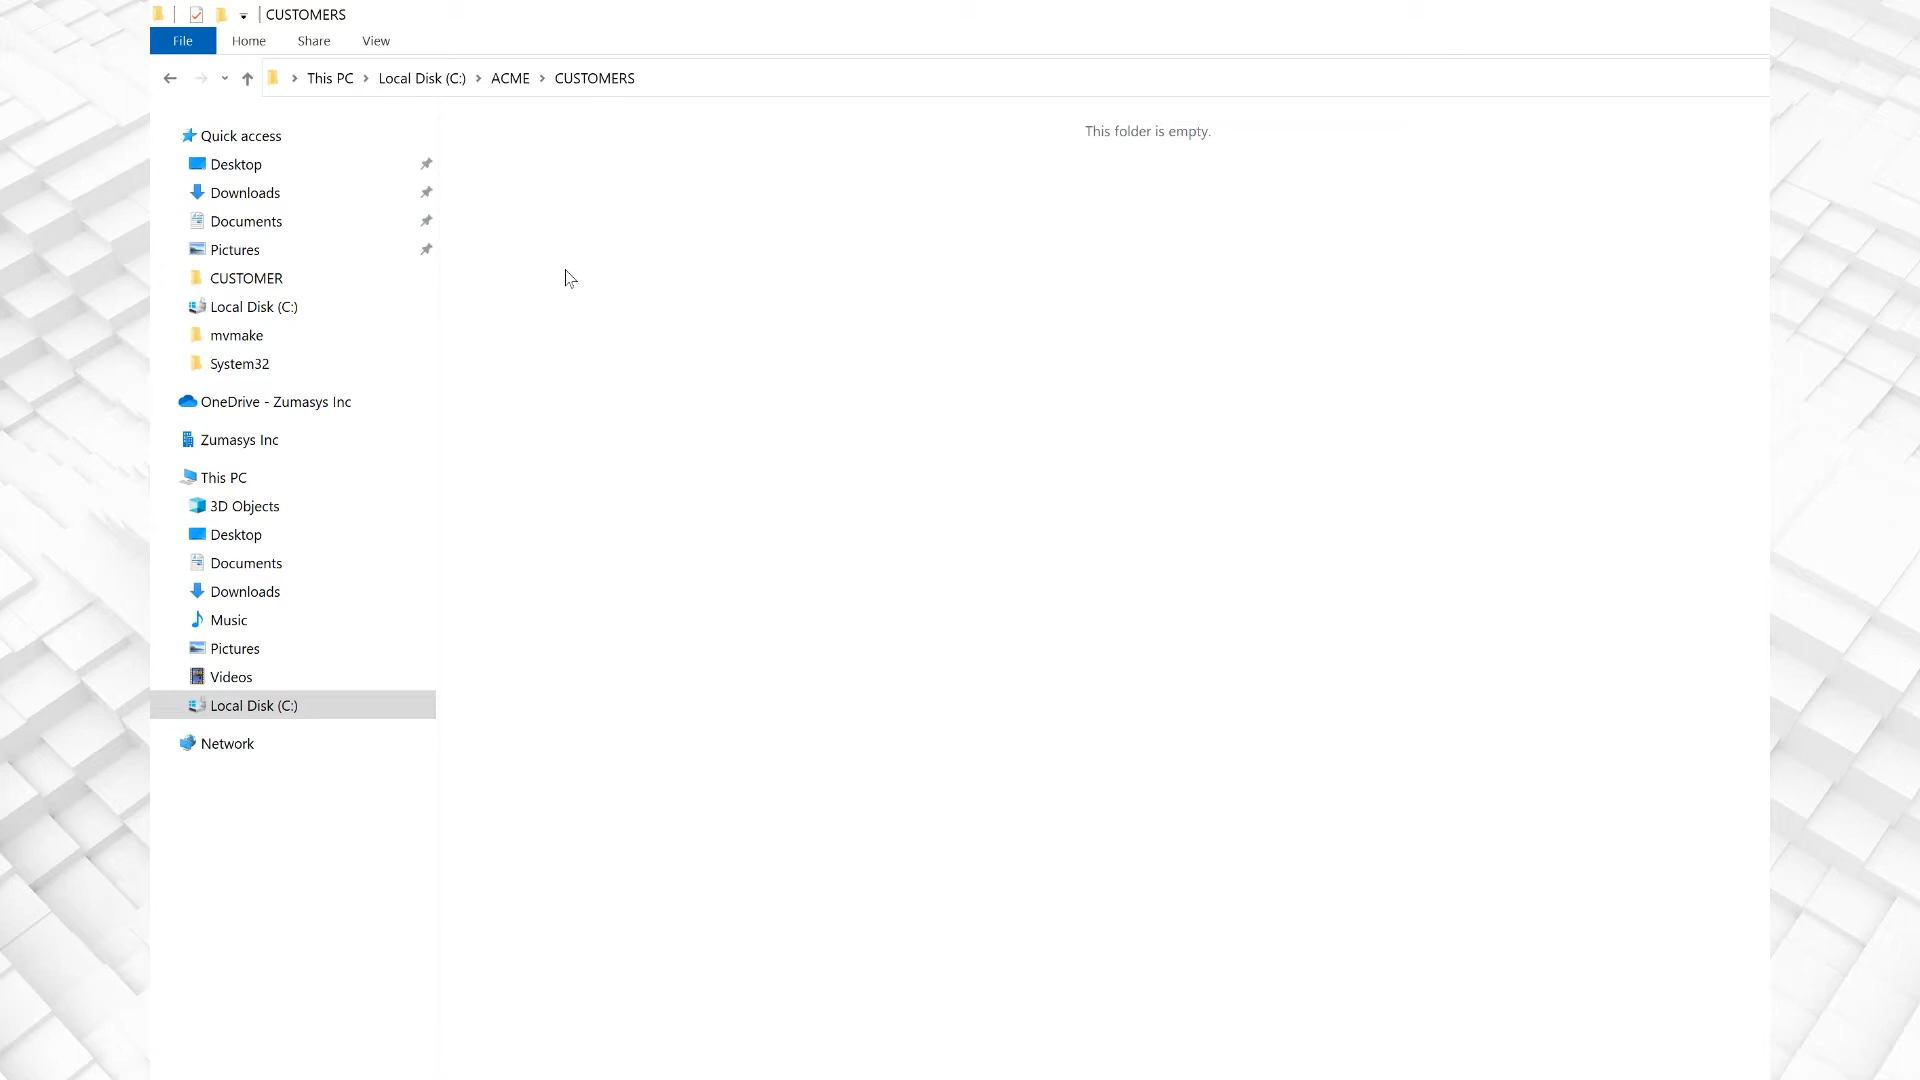 CUSTOMERS
File Home Share View
This PC Local Disk (C:) ACME CUSTOMERS
This folder is empty.
Quick access
Desktop
Downloads
Documents
Pictures
CUSTOMER
Local Disk (C:)
mvmake
System32
OneDrive - Zumasys Inc
Zumasys Inc
This PC
3D Objects
Desktop
Documents
Downloads
Music
Pictures
Videos
Local Disk (C:)
Network